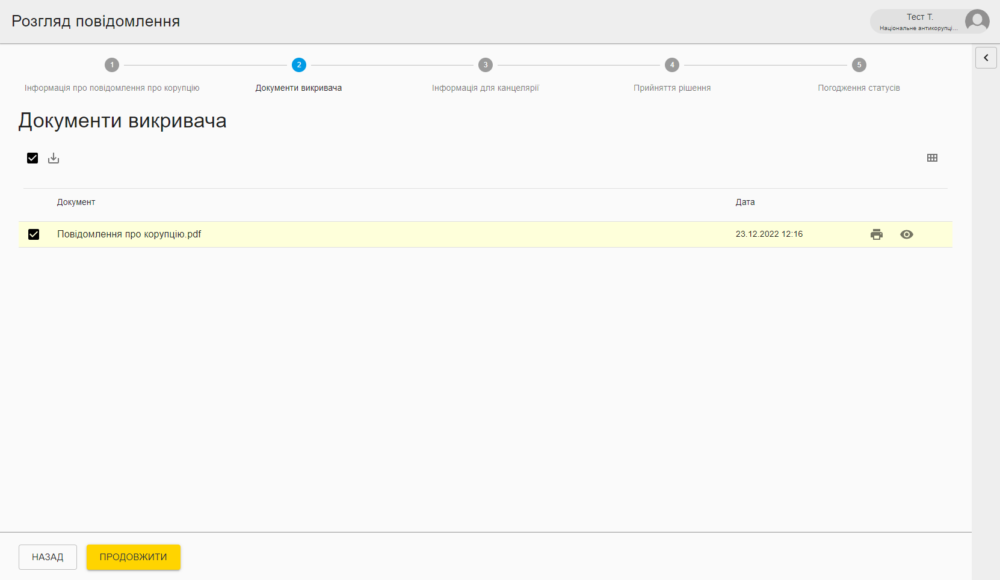 Розгляд повідомлення
Тест Т.
Національне антикорупці...
1
2
3
4
5
Інформація про повідомлення про корупцію
Документи викривача
Інформація для канцелярії
Прийняття рішення
Погодження статусів
Документи викривача
Документ
Дата
Повідомлення про корупцію.pdf
23.12.2022 12:16
НАЗАД
ПРОДОВЖИТИ